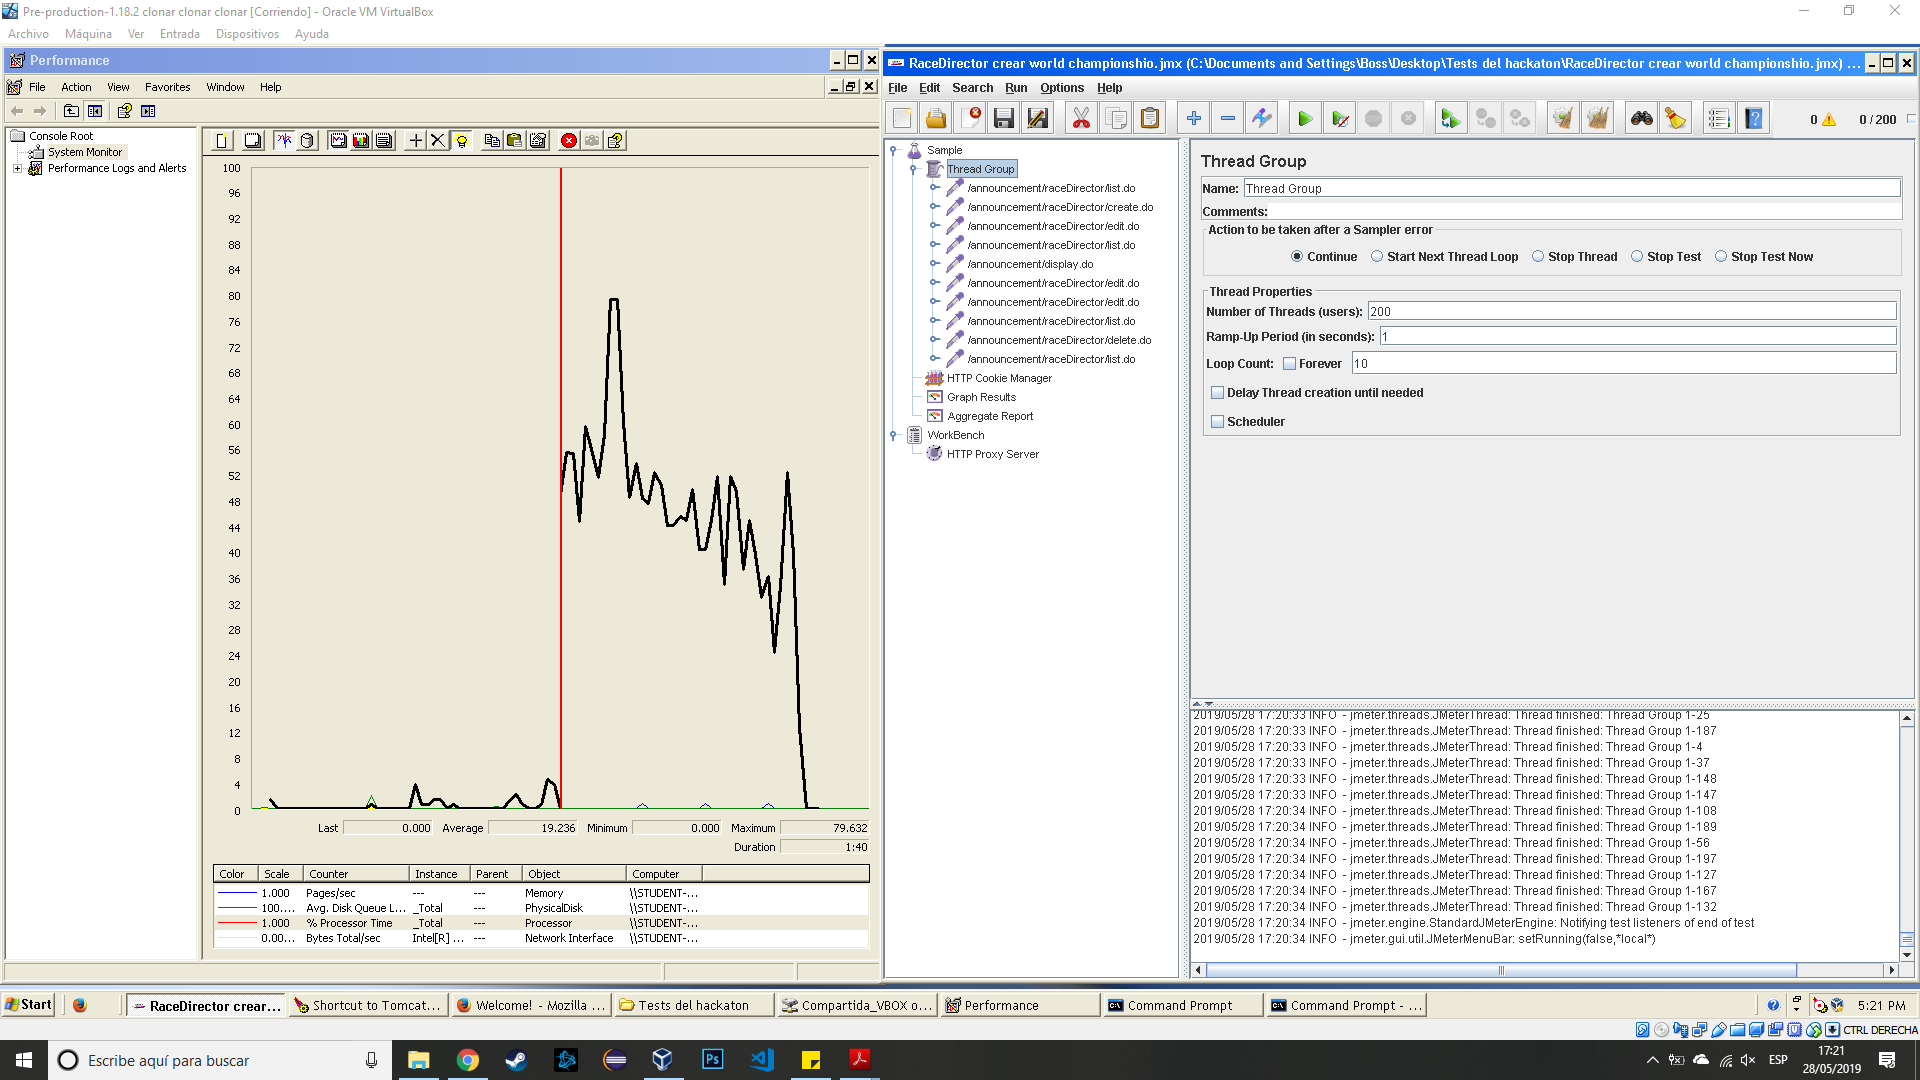 Pre-production-1.18.2 clonar clonar clonar [Corriendo] - Oracle VM VirtualBox
Archivo Máquina Ver Entrada Dispositivos Ayuda
Performance
File Action View Favorites Window Help
Console Root
System Monitor
Performance Logs and Alerts
100
96
92
88
84
80
76
72
68
64
60
56
52
48
44
40
36
32
28
24
20
16
12
8
4
0
Last 0.000 Average 19.236 Minimum 0.000 Maximum 79.632
Duration 1:40
Color Scale Counter Instance Parent Object Computer
1.000 Pages/sec --- --- Memory \\STUDENT-...
100.... Avg. Disk Queue L... _Total --- PhysicalDisk \\STUDENT-...
1.000 % Processor Time _Total --- Processor \\STUDENT-...
0.00... Bytes Total/sec Intel[R] ... --- Network Interface \\STUDENT-...
RaceDirector crear world championshio.jmx (C:\Documents and Settings\Boss\Desktop\Tests del hackaton\RaceDirector crear world championshio.jmx) ...
File Edit Search Run Options Help
0 0 / 200
Sample
Thread Group
/announcement/raceDirector/list.do
/announcement/raceDirector/create.do
/announcement/raceDirector/edit.do
/announcement/raceDirector/list.do
/announcement/display.do
/announcement/raceDirector/edit.do
/announcement/raceDirector/edit.do
/announcement/raceDirector/list.do
/announcement/raceDirector/delete.do
/announcement/raceDirector/list.do
HTTP Cookie Manager
Graph Results
Aggregate Report
WorkBench
HTTP Proxy Server
Thread Group
Name: Thread Group
Comments:
Action to be taken after a Sampler error
Continue Start Next Thread Loop Stop Thread Stop Test Stop Test Now
Thread Properties
Number of Threads (users): 200
Ramp-Up Period (in seconds): 1
Loop Count: Forever 10
Delay Thread creation until needed
Scheduler
2019/05/28 17:20:33 INFO - jmeter.threads.JMeterThread: Thread finished: Thread Group 1-25
2019/05/28 17:20:33 INFO - jmeter.threads.JMeterThread: Thread finished: Thread Group 1-187
2019/05/28 17:20:33 INFO - jmeter.threads.JMeterThread: Thread finished: Thread Group 1-4
2019/05/28 17:20:33 INFO - jmeter.threads.JMeterThread: Thread finished: Thread Group 1-37
2019/05/28 17:20:33 INFO - jmeter.threads.JMeterThread: Thread finished: Thread Group 1-148
2019/05/28 17:20:33 INFO - jmeter.threads.JMeterThread: Thread finished: Thread Group 1-147
2019/05/28 17:20:34 INFO - jmeter.threads.JMeterThread: Thread finished: Thread Group 1-108
2019/05/28 17:20:34 INFO - jmeter.threads.JMeterThread: Thread finished: Thread Group 1-189
2019/05/28 17:20:34 INFO - jmeter.threads.JMeterThread: Thread finished: Thread Group 1-56
2019/05/28 17:20:34 INFO - jmeter.threads.JMeterThread: Thread finished: Thread Group 1-197
2019/05/28 17:20:34 INFO - jmeter.threads.JMeterThread: Thread finished: Thread Group 1-127
2019/05/28 17:20:34 INFO - jmeter.threads.JMeterThread: Thread finished: Thread Group 1-167
2019/05/28 17:20:34 INFO - jmeter.threads.JMeterThread: Thread finished: Thread Group 1-132
2019/05/28 17:20:34 INFO - jmeter.engine.StandardJMeterEngine: Notifying test listeners of end of test
2019/05/28 17:20:34 INFO - jmeter.gui.util.JMeterMenuBar: setRunning(false,*local*)
Start RaceDirector crear... Shortcut to Tomcat... Welcome! - Mozilla ... Tests del hackaton Compartida_VBOX o... Performance Command Prompt Command Prompt - ... 5:21 PM
CTRL DERECHA
Escribe aquí para buscar Ps ESP 17:21
28/05/2019